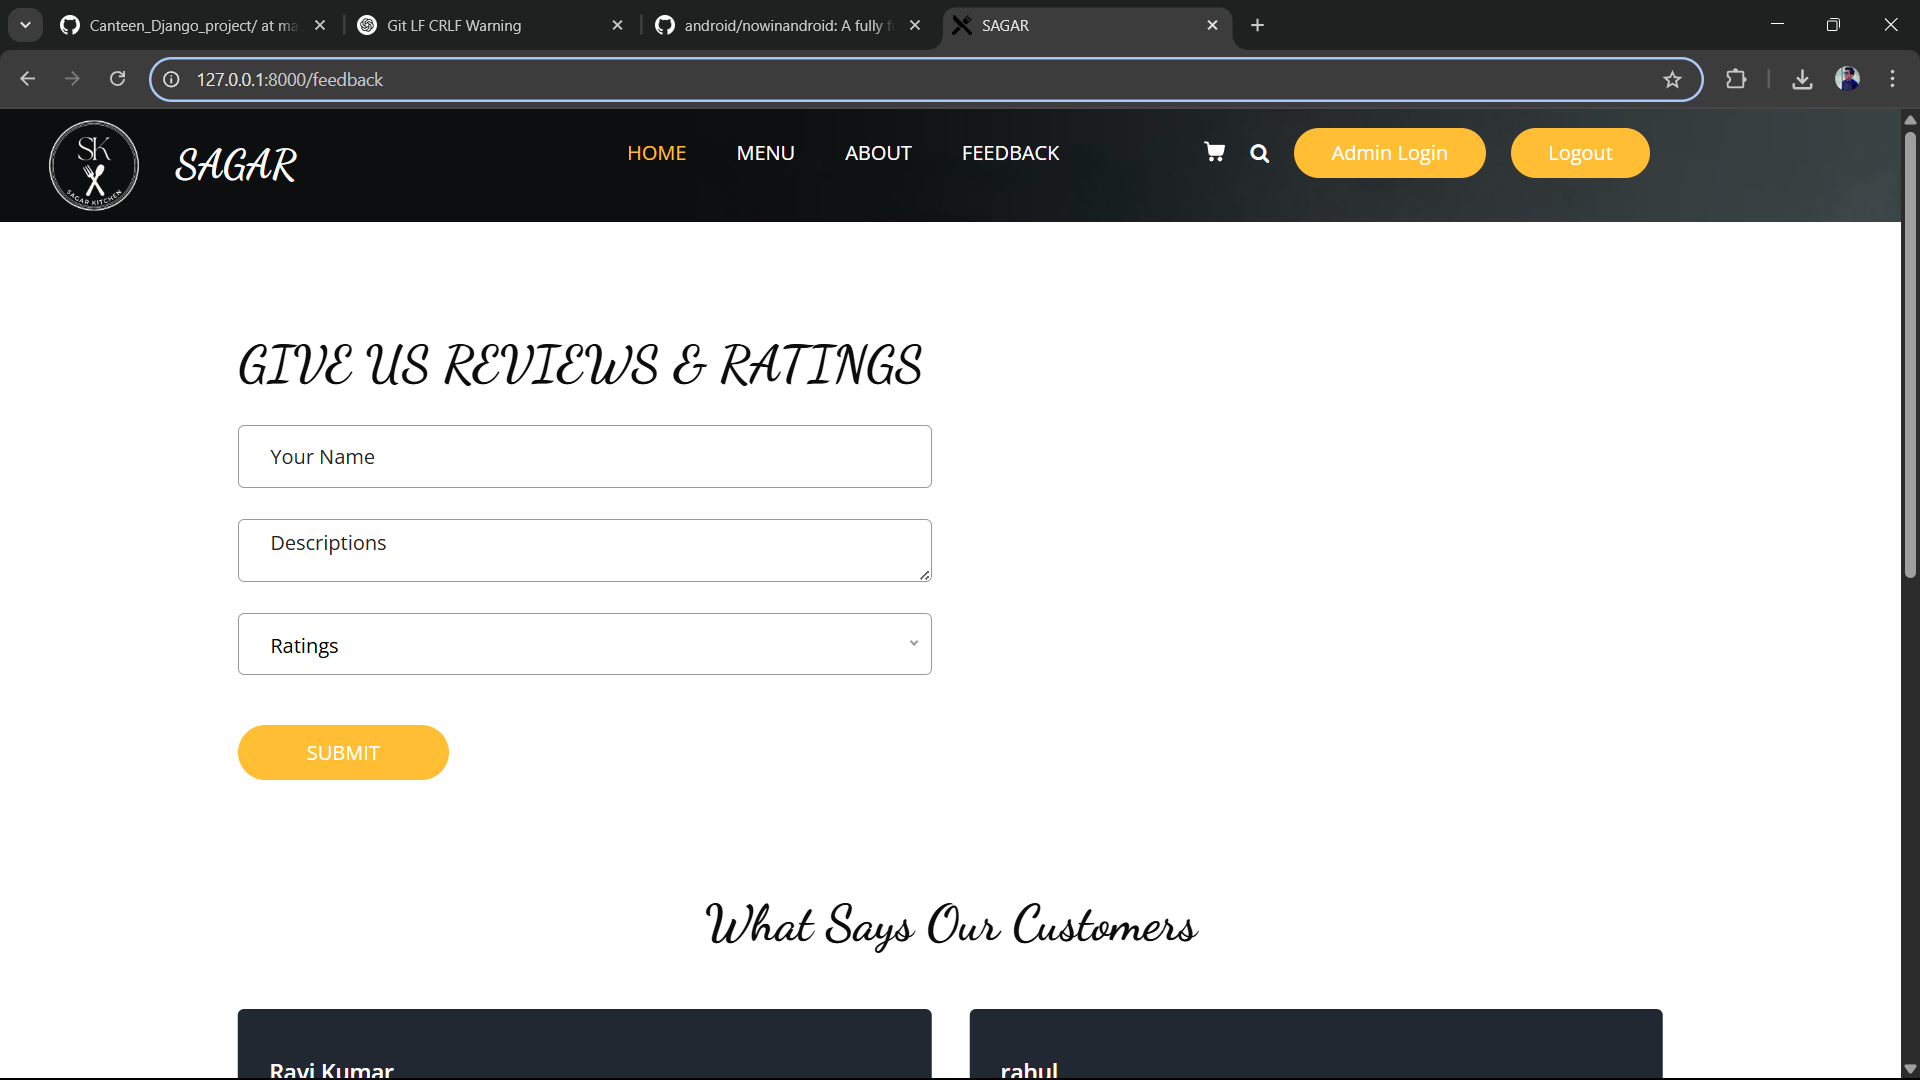 Canteen_Django_project/ at ma
Git LF CRLF Warning
android/nowinandroid: A fully f
SAGAR
127.0.0.1:8000/feedback
SK
SAGAR KITCHEN
SAGAR
HOME
MENU
ABOUT
FEEDBACK
Admin Login
Logout
GIVE US REVIEWS & RATINGS
Your Name
Descriptions
Ratings
SUBMIT
What Says Our Customers
Ravi Kumar
rahul